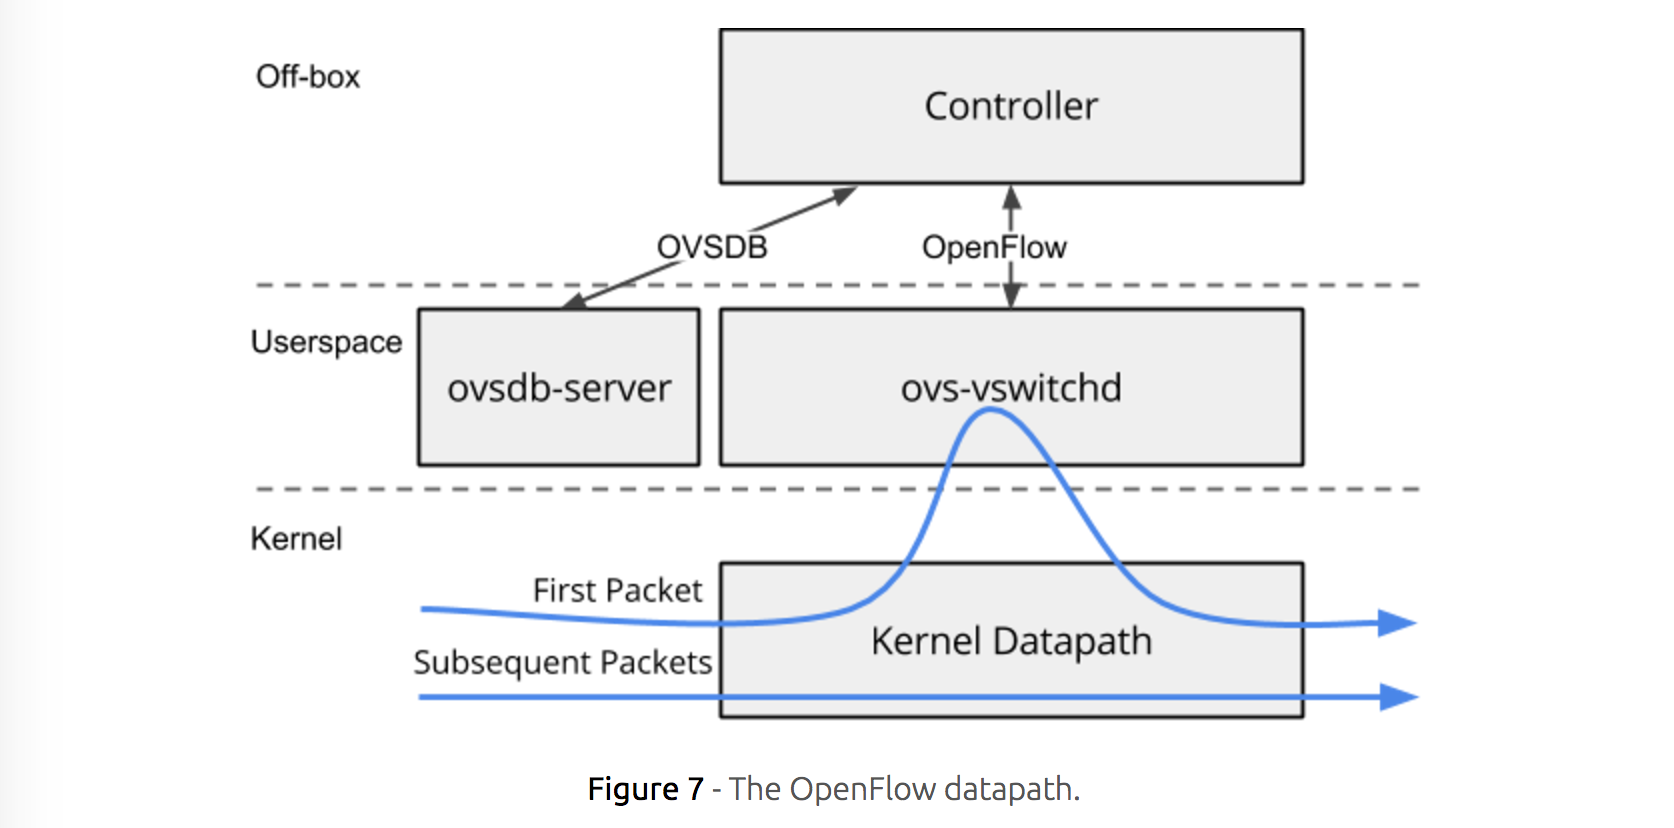 Off-box
Controller
OVSDB
OpenFlow
Userspace
ovsdb-server
ovs-vswitchd
Kernel
First Packet
Kernel Datapath
Subsequent Packets
Figure 7 - The OpenFlow datapath.